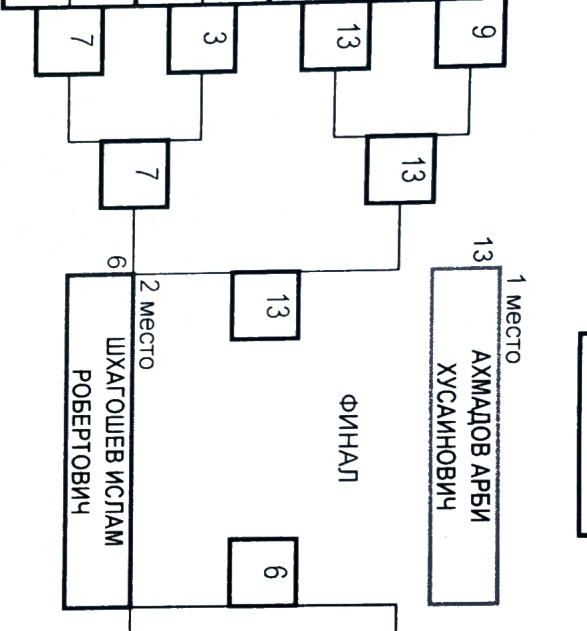 1 место
9
13
АХМАДОВ АРБИ
ХУСАИНОВИЧ
13
13
ФИНАЛ
13
6
3
7
2 место
6
ШХАГОШЕВ ИСЛАМ
РОБЕРТОВИЧ
7